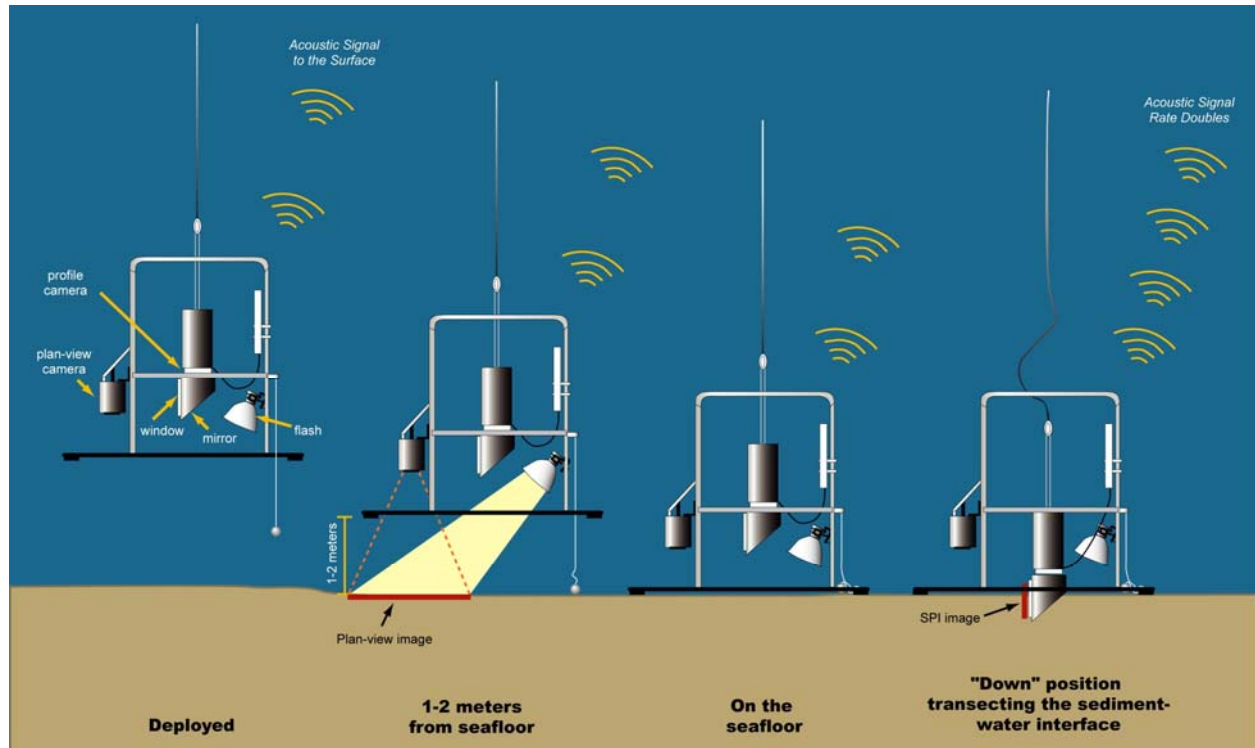 Acoustic Signal
to the Surface
Acoustic Signal
Rate Doubles
profile
camera
plan-view
camera
window
mirror
flash
1-2 meters
Plan-view image
SPI image
Deployed
1-2 meters
from seafloor
On the
seafloor
"Down" position
transecting the sediment-
water interface